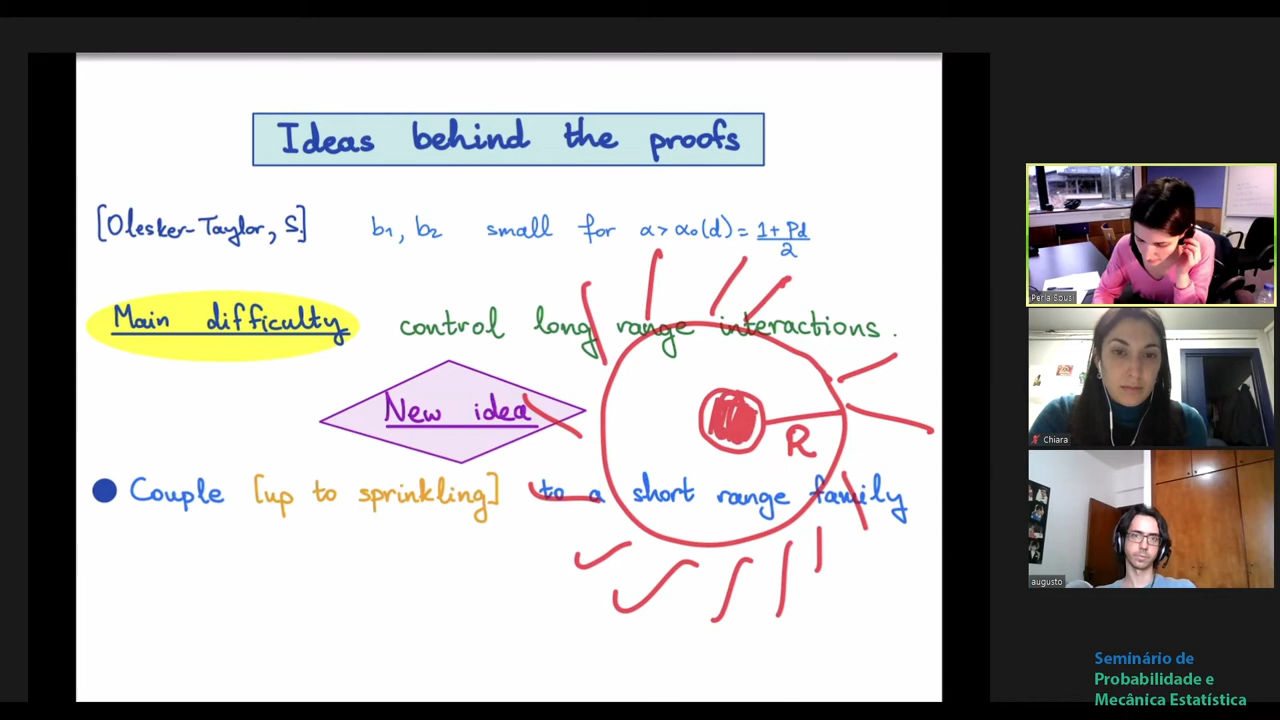 Ideas behind the proofs
[Olesker-Taylor, S.] b1, b2 small for α > α0(d) = 1 + Pd / 2
Main difficulty control long range interactions.
New idea
R
● Couple [up to sprinkling] to a short range family
Perla Sousi
Chiara
augusto
Seminário de
Probabilidade e
Mecânica Estatística